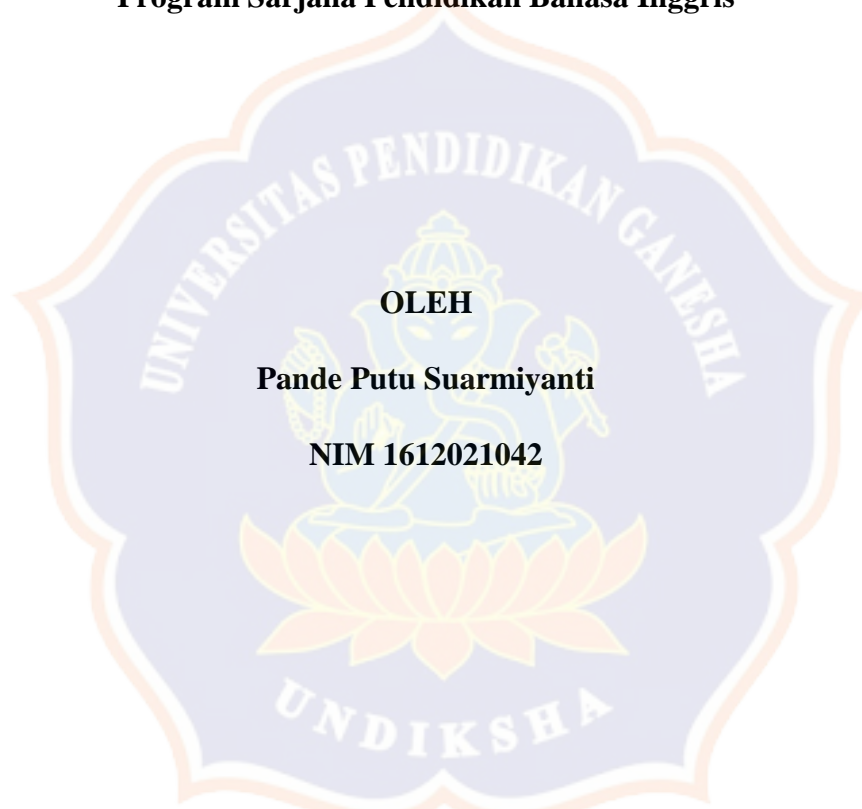 Program Sarjana Pendidikan Bahasa Inggris
UNIVERSITAS PENDIDIKAN GANESHA
OLEH
Pande Putu Suarmiyanti
NIM 1612021042
UNDIKSHA